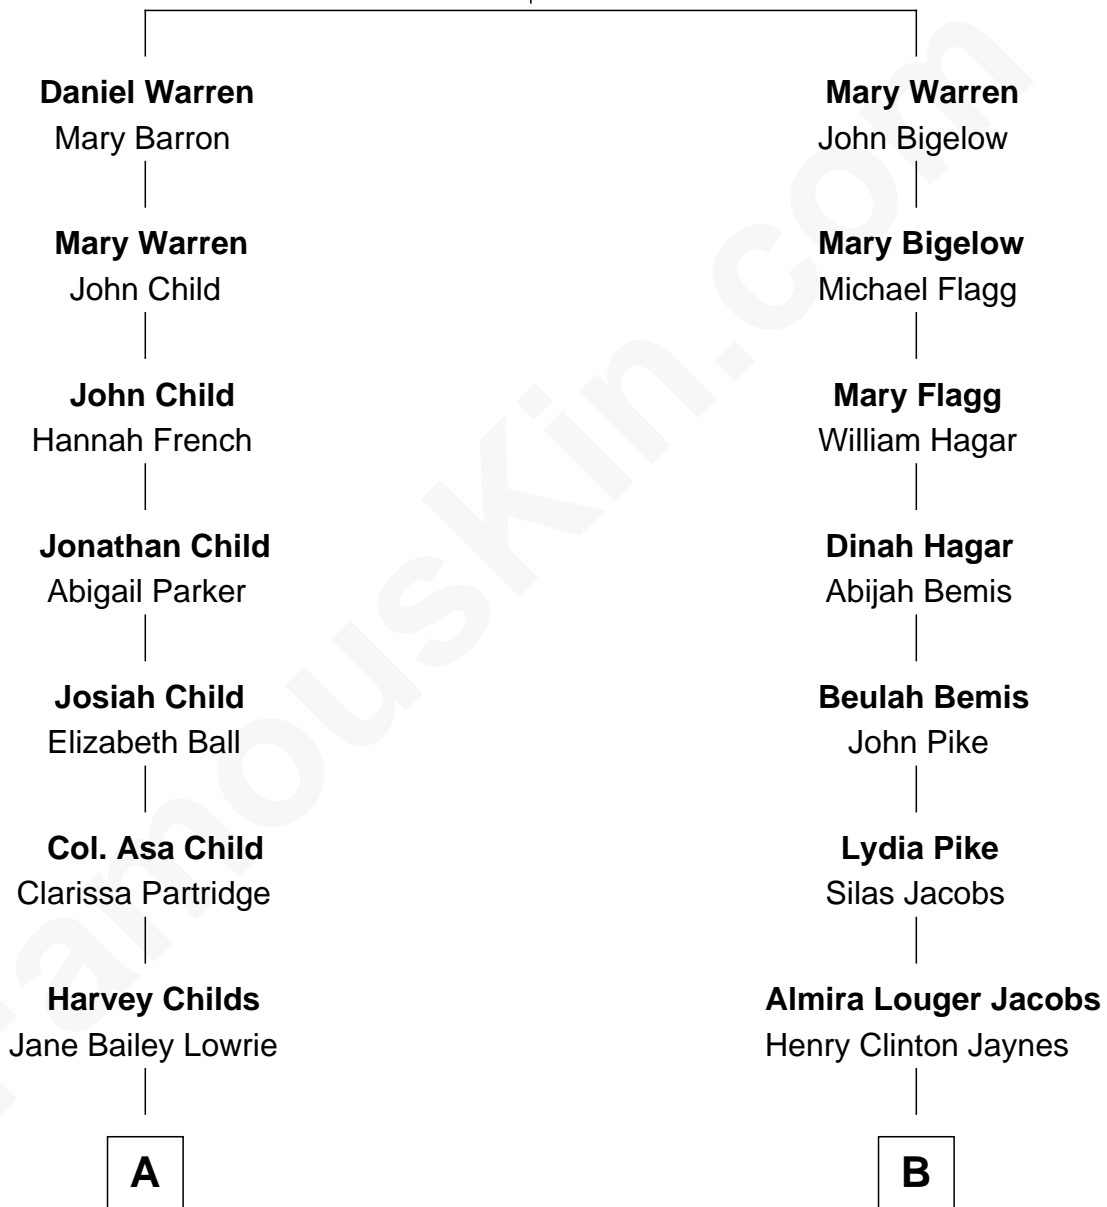 Daniel Warren
Mary Barron
Mary Warren
John Child
John Child
Hannah French
Jonathan Child
Abigail Parker
Josiah Child
Elizabeth Ball
Col. Asa Child
Clarissa Partridge
Harvey Childs
Jane Bailey Lowrie
A
Mary Warren
John Bigelow
Mary Bigelow
Michael Flagg
Mary Flagg
William Hagar
Dinah Hagar
Abijah Bemis
Beulah Bemis
John Pike
Lydia Pike
Silas Jacobs
Almira Louger Jacobs
Henry Clinton Jaynes
B
FamousKin.com